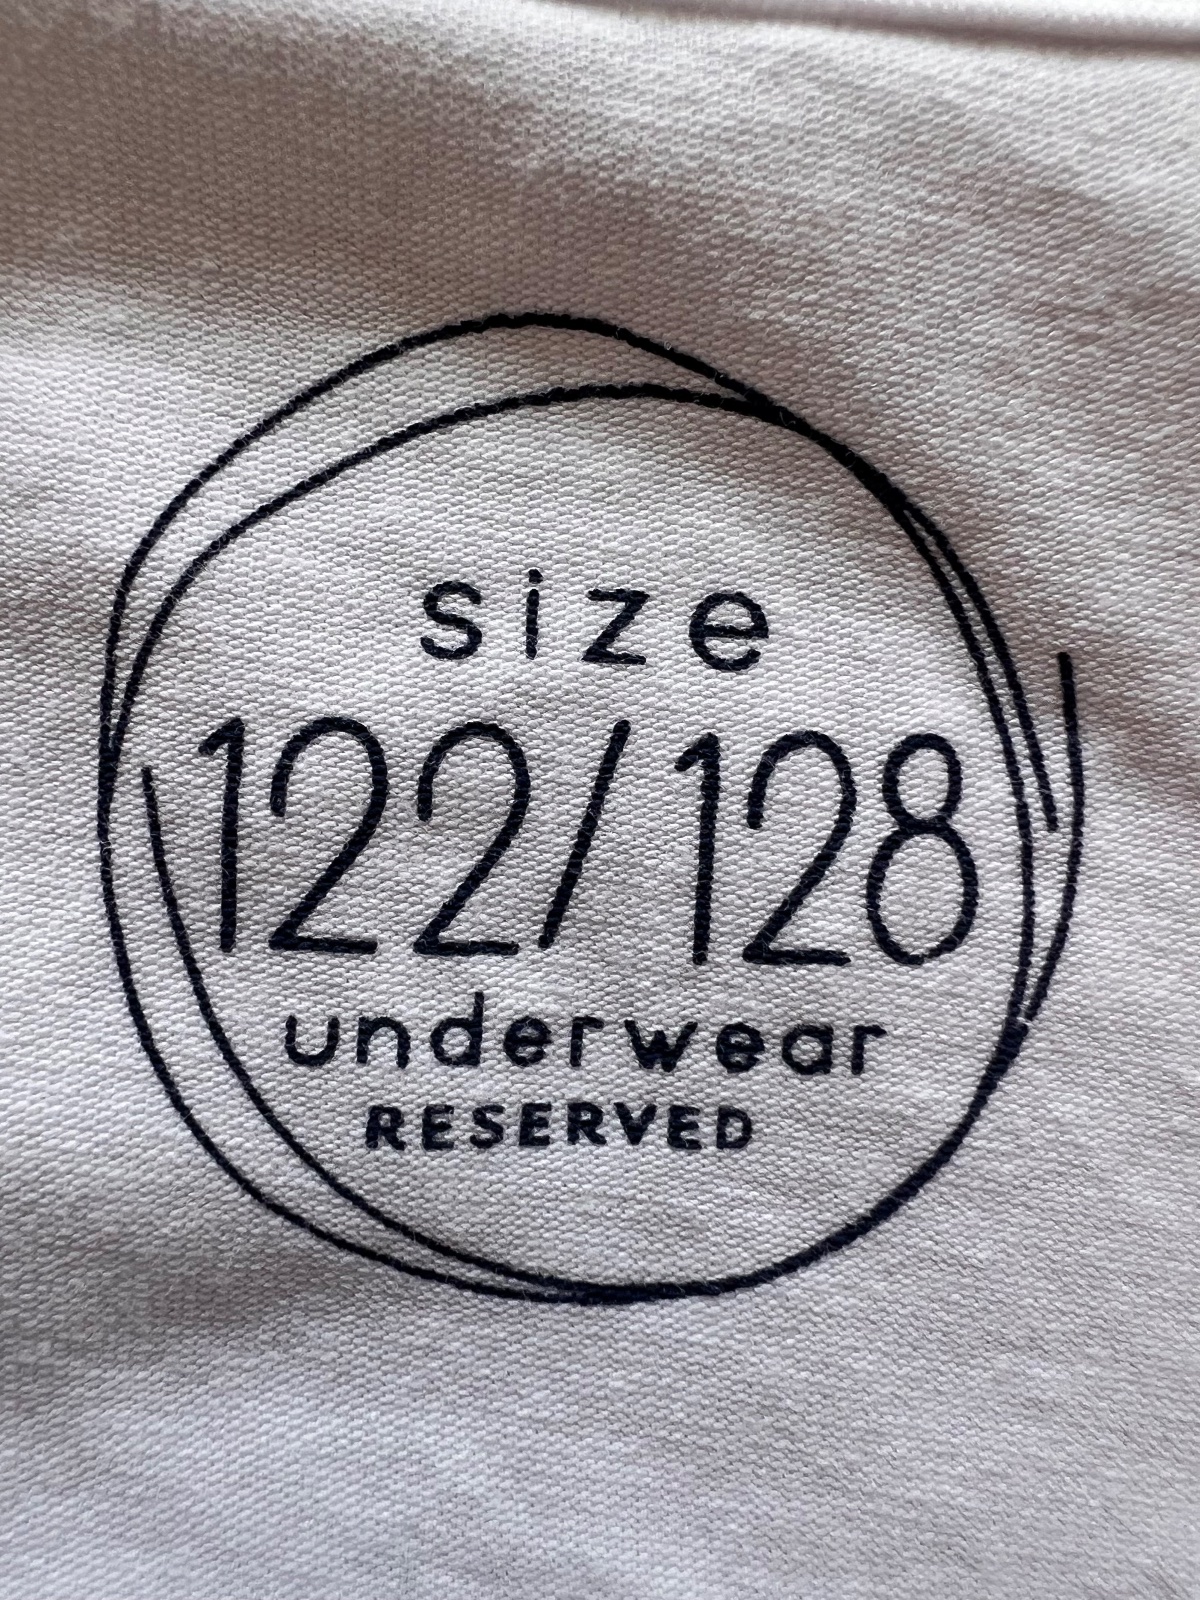 size
122/128
underwear
RESERVED